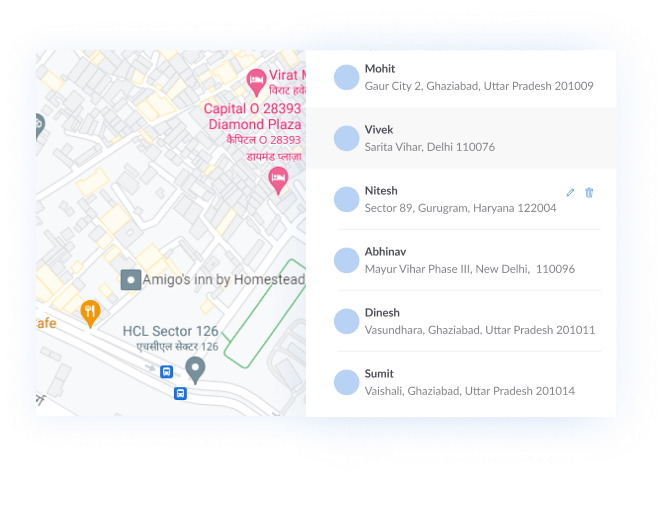 Virat M
विराट हवे
Capital O 28393
Diamond Plaza
कैपिटल O 28393
डायमंड प्लाज़ा
Amigo's inn by Homestead
afe
HCL Sector 126
एचसीएल सेक्टर 126
Mohit
Gaur City 2, Ghaziabad, Uttar Pradesh 201009
Vivek
Sarita Vihar, Delhi 110076
Nitesh
Sector 89, Gurugram, Haryana 122004
Abhinav
Mayur Vihar Phase III, New Delhi, 110096
Dinesh
Vasundhara, Ghaziabad, Uttar Pradesh 201011
Sumit
Vaishali, Ghaziabad, Uttar Pradesh 201014